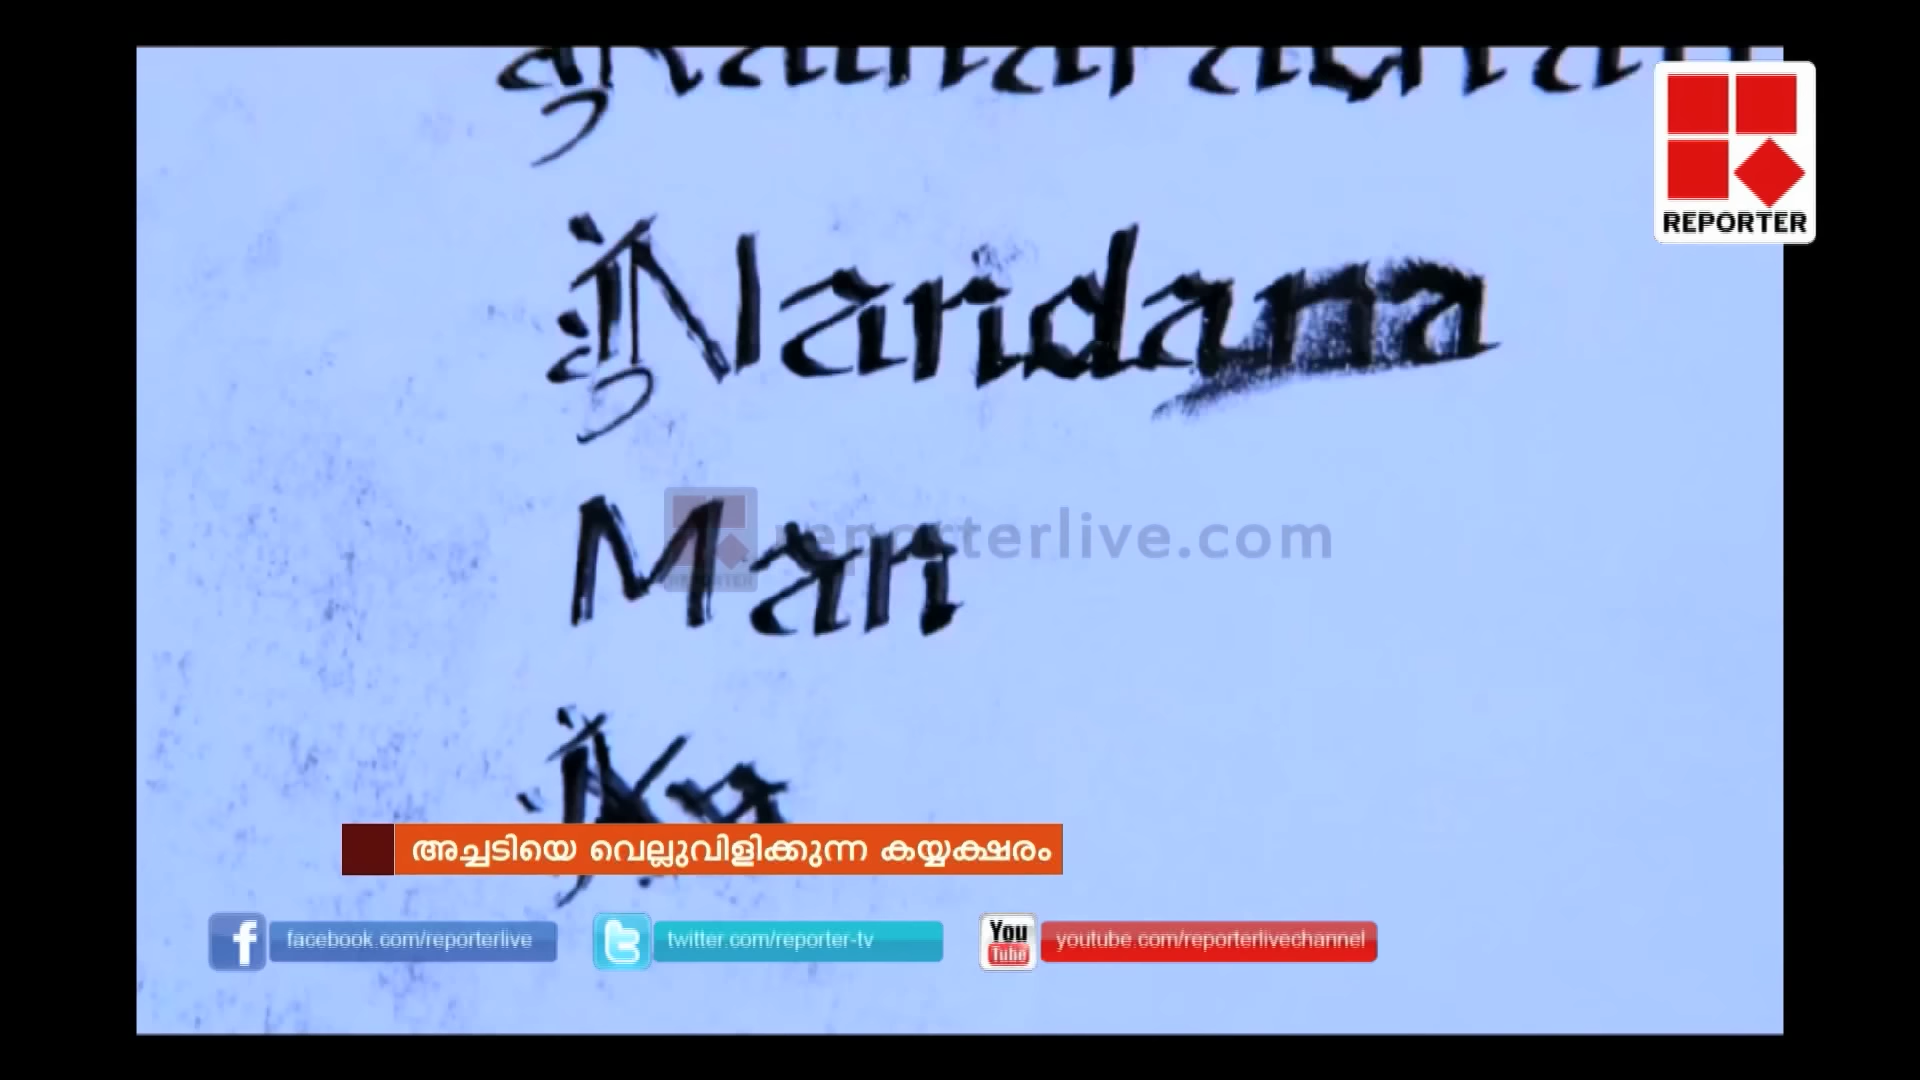 Ramarachan
REPORTER
Naridana
Man
reporterlive.com
അച്ചടിയെ വെല്ലുവിളിക്കുന്ന കയ്യക്ഷരം
facebook.com/reporterlive
twitter.com/reporter-tv
You Tube youtube.com/reporterlivechannel